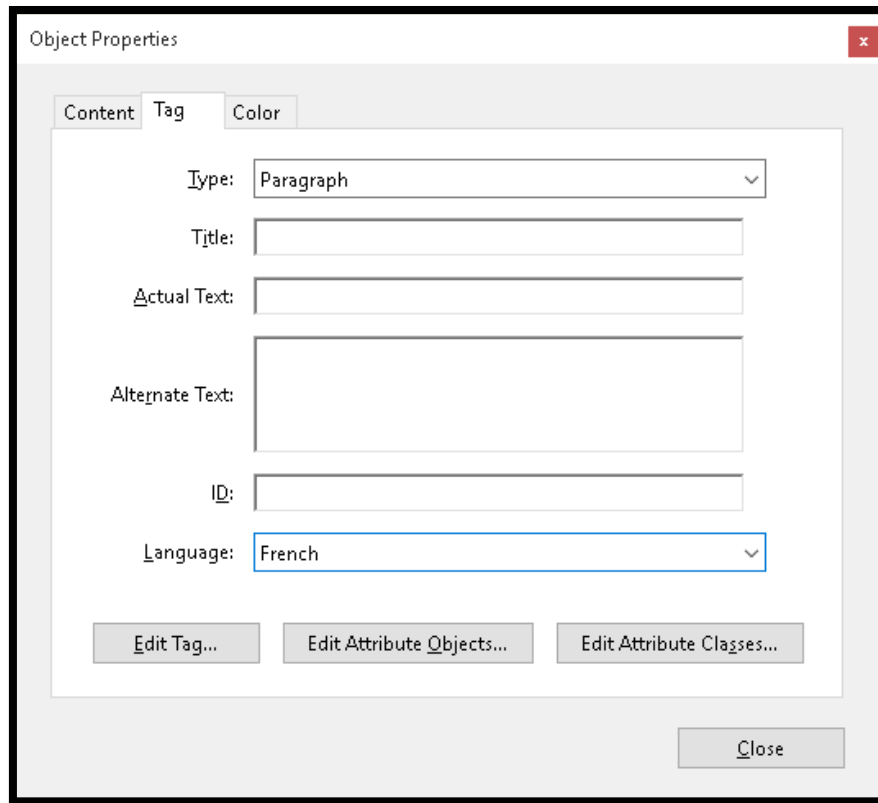 Object Properties
x
Content Tag Color
Type: Paragraph
Title:
Actual Text:
Alternate Text:
ID:
Language: French
Edit Tag... Edit Attribute Objects... Edit Attribute Classes...
Close